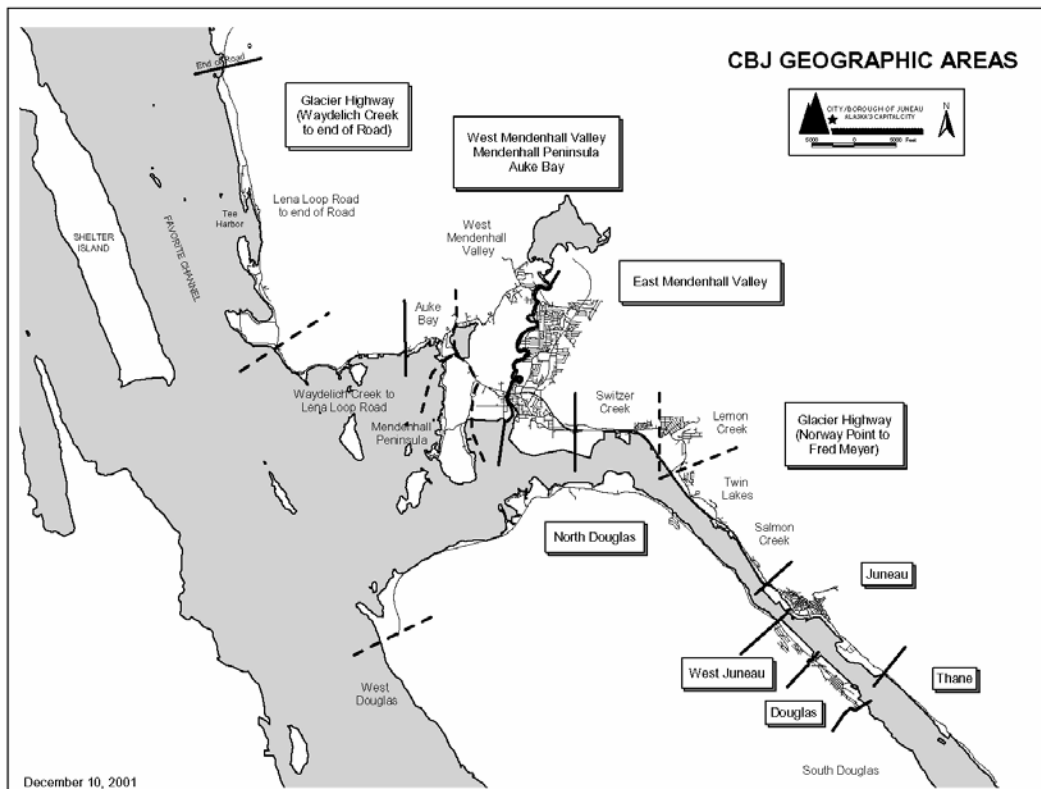 CBJ GEOGRAPHIC AREAS
CITY/BOROUGH OF JUNEAU
ALASKA'S CAPITAL CITY
N
5000 0 5000 Feet
End of Road
Glacier Highway
(Waydelich Creek
to end of Road)
West Mendenhall Valley
Mendenhall Peninsula
Auke Bay
Lena Loop Road
to end of Road
Tee
Harbor
FAVORITE CHANNEL
SHELTER
ISLAND
West
Mendenhall
Valley
East Mendenhall Valley
Auke
Bay
Waydelich Creek to
Lena Loop Road
Mendenhall
Peninsula
Switzer
Creek
Lemon
Creek
Glacier Highway
(Norway Point to
Fred Meyer)
Twin
Lakes
Salmon
Creek
North Douglas
Juneau
West Juneau
Thane
Douglas
West
Douglas
South Douglas
December 10, 2001